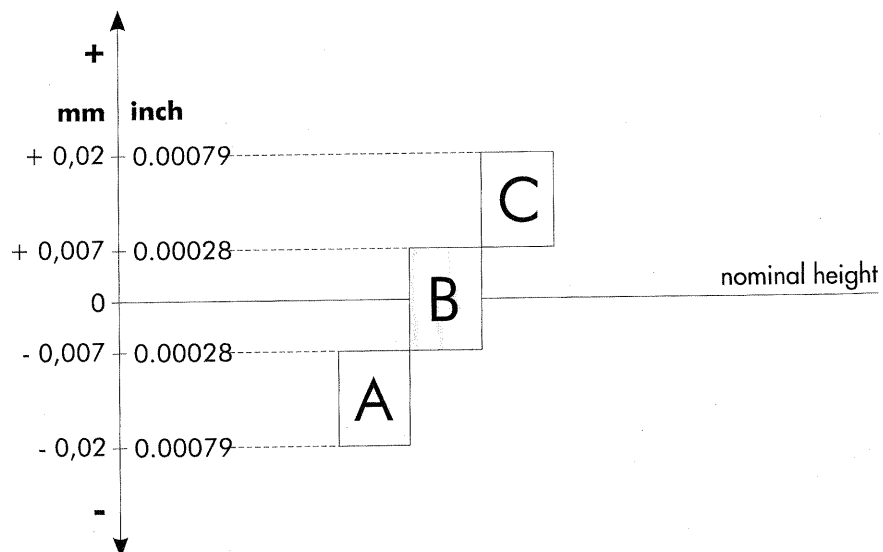 +
mm inch
+ 0,02 0.00079
C
+ 0,007 0.00028
nominal height
B
0
- 0,007 0.00028
A
- 0,02 0.00079
-